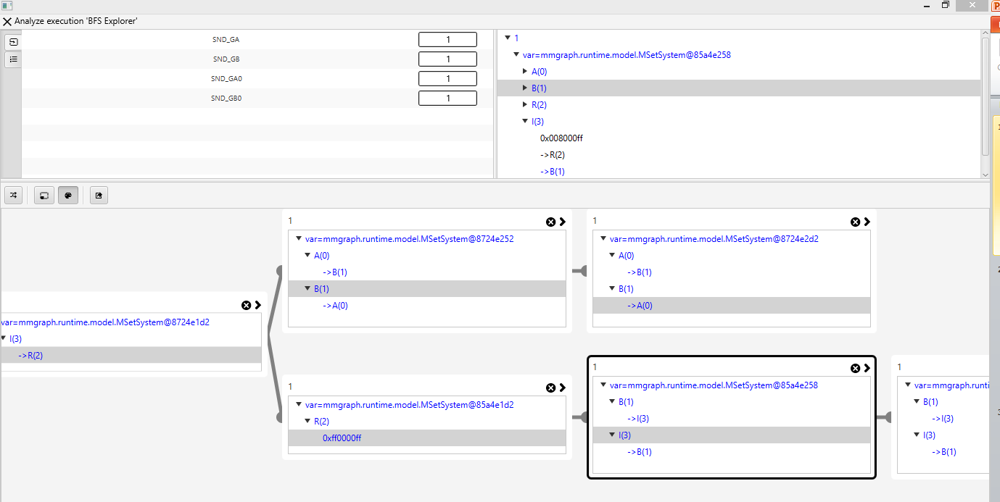 Analyze execution 'BFS Explorer'
SND_GA 1
SND_GB 1
SND_GA0 1
SND_GB0 1
1
var=mmgraph.runtime.model.MSetSystem@85a4e258
A(0)
B(1)
R(2)
I(3)
0x008000ff
->R(2)
->B(1)
var=mmgraph.runtime.model.MSetSystem@8724e1d2
I(3)
->R(2)
1
var=mmgraph.runtime.model.MSetSystem@8724e252
A(0)
->B(1)
B(1)
->A(0)
1
var=mmgraph.runtime.model.MSetSystem@8724e2d2
A(0)
->B(1)
B(1)
->A(0)
1
var=mmgraph.runtime.model.MSetSystem@85a4e1d2
R(2)
0xff0000ff
1
var=mmgraph.runtime.model.MSetSystem@85a4e258
B(1)
->I(3)
I(3)
->B(1)
1
var=mmgraph.runti
B(1)
->I(3)
I(3)
->B(1)